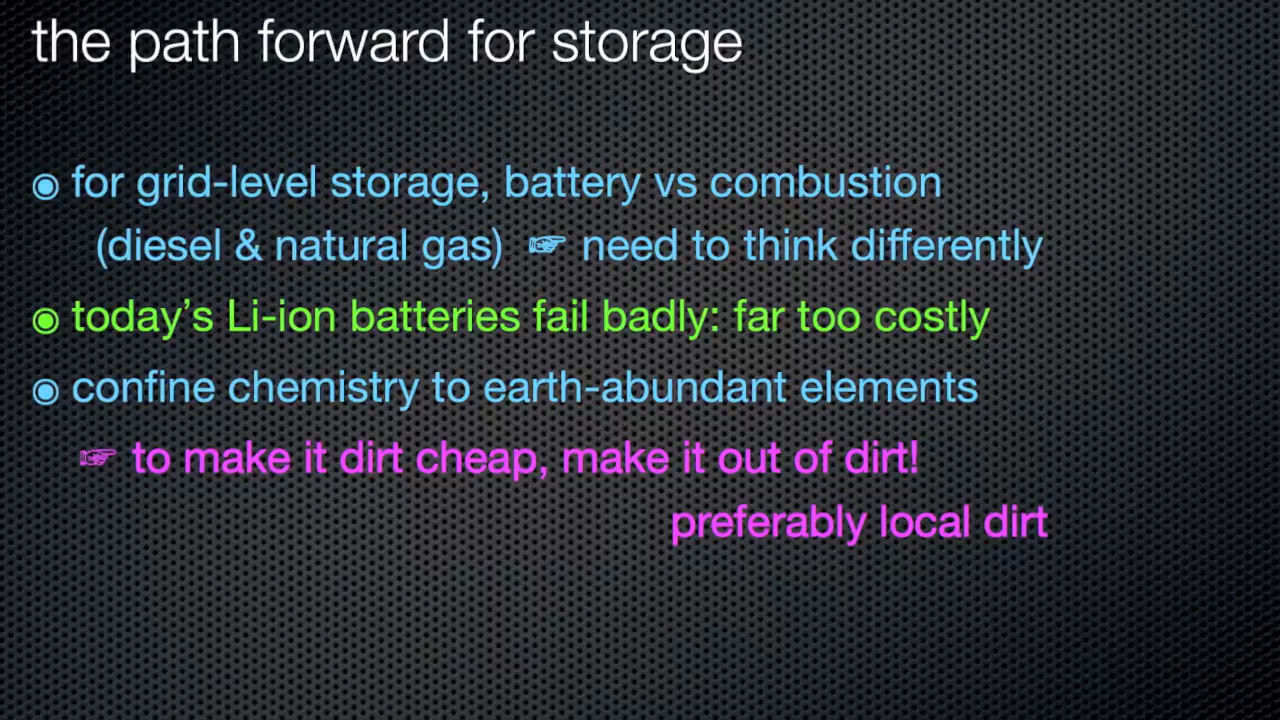 the path forward for storage
◉ for grid-level storage, battery vs combustion
(diesel & natural gas) ☞ need to think differently
◉ today’s Li-ion batteries fail badly: far too costly
◉ confine chemistry to earth-abundant elements
☞ to make it dirt cheap, make it out of dirt!
preferably local dirt